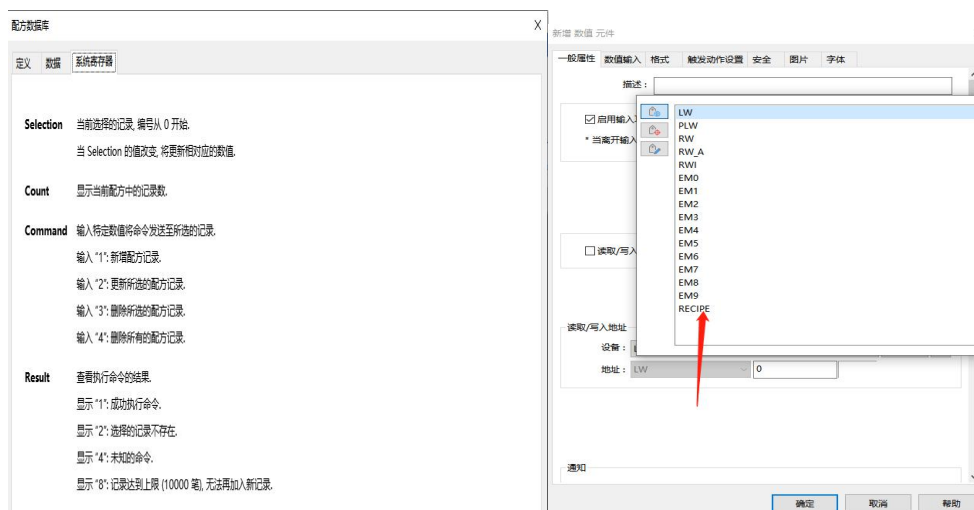 配方数据库
X
定义 数据 系统寄存器
Selection 当前选择的记录, 编号从 0 开始.
当 Selection 的值改变, 将更新相对应的数值.
Count 显示当前配方中的记录数.
Command 输入特定数值将命令发送至所选的记录.
输入 "1": 新增配方记录.
输入 "2": 更新所选的配方记录.
输入 "3": 删除所选的配方记录.
输入 "4": 删除所有的配方记录.
Result 查看执行命令的结果.
显示 "1": 成功执行命令.
显示 "2": 选择的记录不存在.
显示 "4": 未知的命令.
显示 "8": 记录达到上限 (10000 笔), 无法再加入新记录.
新增 数值 元件
一般属性 数值输入 格式 触发动作设置 安全 图片 字体
描述 :
启用输入
* 当离开输入
读取/写入
LW
PLW
RW
RW_A
RWI
EM0
EM1
EM2
EM3
EM4
EM5
EM6
EM7
EM8
EM9
RECIPE
读取/写入地址
设备 :
地址 : LW 0
通知
确定 取消 帮助